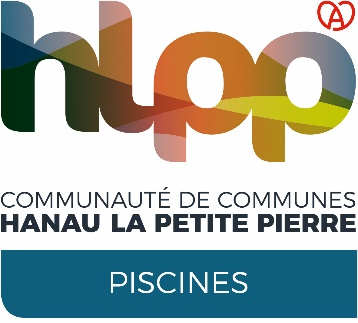 hlpp
A
COMMUNAUTÉ DE COMMUNES
HANAU LA PETITE PIERRE
PISCINES